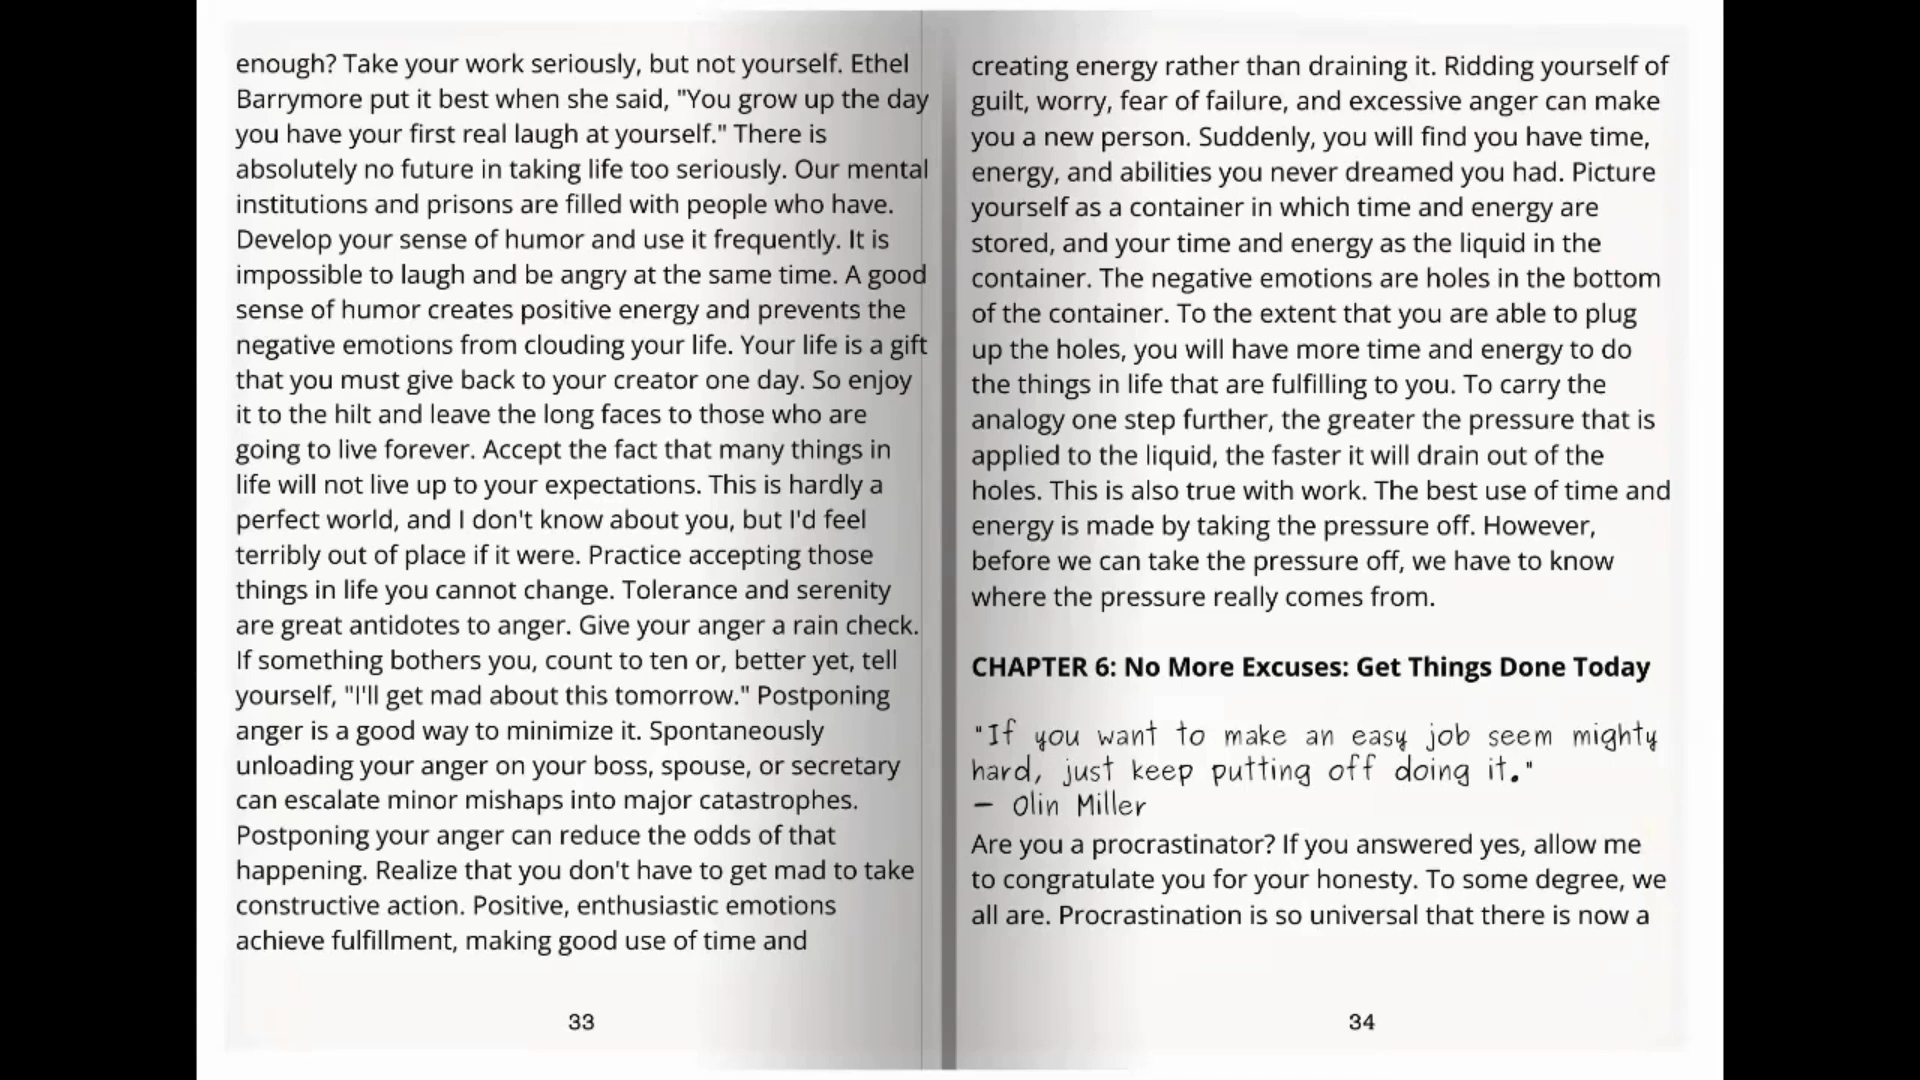 enough? Take your work seriously, but not yourself. Ethel
Barrymore put it best when she said, "You grow up the day
you have your first real laugh at yourself." There is
absolutely no future in taking life too seriously. Our mental
institutions and prisons are filled with people who have.
Develop your sense of humor and use it frequently. It is
impossible to laugh and be angry at the same time. A good
sense of humor creates positive energy and prevents the
negative emotions from clouding your life. Your life is a gift
that you must give back to your creator one day. So enjoy
it to the hilt and leave the long faces to those who are
going to live forever. Accept the fact that many things in
life will not live up to your expectations. This is hardly a
perfect world, and I don't know about you, but I'd feel
terribly out of place if it were. Practice accepting those
things in life you cannot change. Tolerance and serenity
are great antidotes to anger. Give your anger a rain check.
If something bothers you, count to ten or, better yet, tell
yourself, "I'll get mad about this tomorrow." Postponing
anger is a good way to minimize it. Spontaneously
unloading your anger on your boss, spouse, or secretary
can escalate minor mishaps into major catastrophes.
Postponing your anger can reduce the odds of that
happening. Realize that you don't have to get mad to take
constructive action. Positive, enthusiastic emotions
achieve fulfillment, making good use of time and
33
creating energy rather than draining it. Ridding yourself of
guilt, worry, fear of failure, and excessive anger can make
you a new person. Suddenly, you will find you have time,
energy, and abilities you never dreamed you had. Picture
yourself as a container in which time and energy are
stored, and your time and energy as the liquid in the
container. The negative emotions are holes in the bottom
of the container. To the extent that you are able to plug
up the holes, you will have more time and energy to do
the things in life that are fulfilling to you. To carry the
analogy one step further, the greater the pressure that is
applied to the liquid, the faster it will drain out of the
holes. This is also true with work. The best use of time and
energy is made by taking the pressure off. However,
before we can take the pressure off, we have to know
where the pressure really comes from.
CHAPTER 6: No More Excuses: Get Things Done Today
"If you want to make an easy job seem mighty
hard, just keep putting off doing it."
– Olin Miller
Are you a procrastinator? If you answered yes, allow me
to congratulate you for your honesty. To some degree, we
all are. Procrastination is so universal that there is now a
34